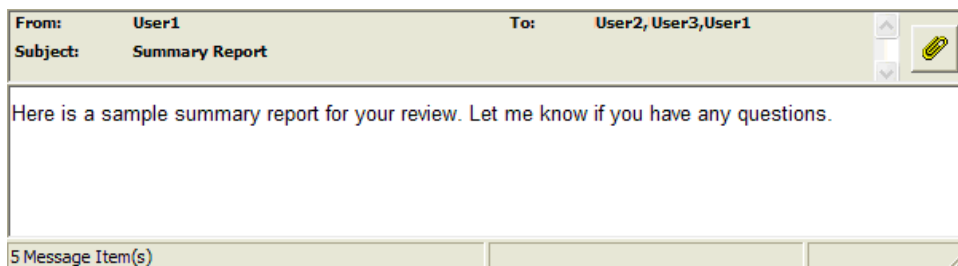 From: User1 To: User2, User3,User1
Subject: Summary Report
Here is a sample summary report for your review. Let me know if you have any questions.
5 Message Item(s)